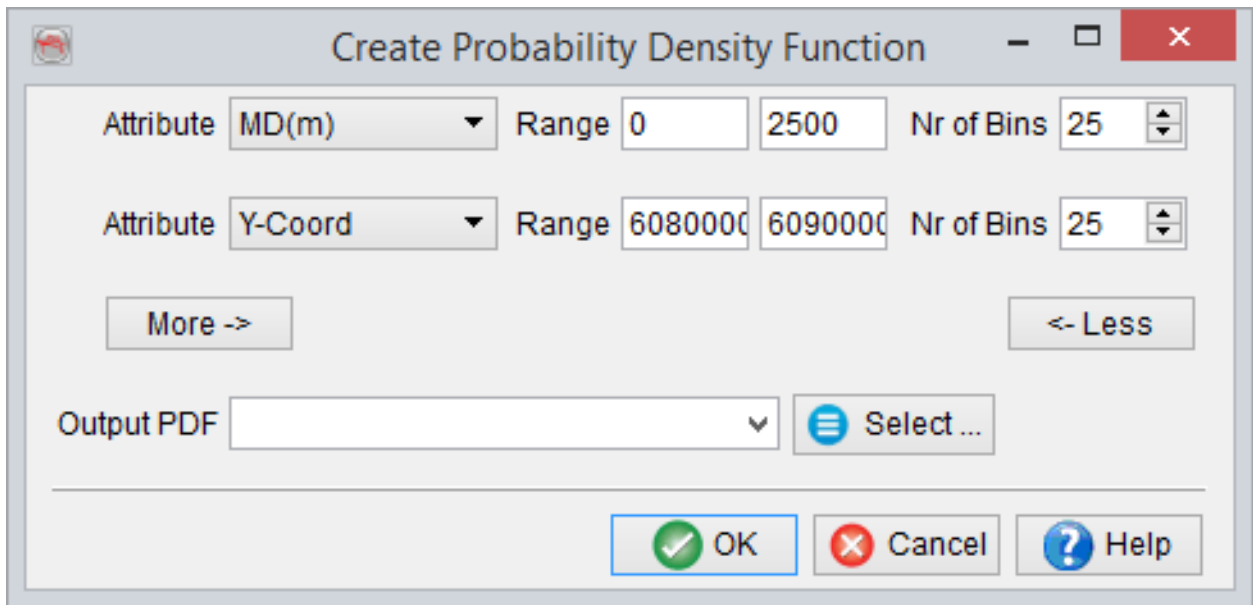 Create Probability Density Function
Attribute MD(m) Range 0 2500 Nr of Bins 25
Attribute Y-Coord Range 6080000 6090000 Nr of Bins 25
More -> <- Less
Output PDF Select ...
OK Cancel Help